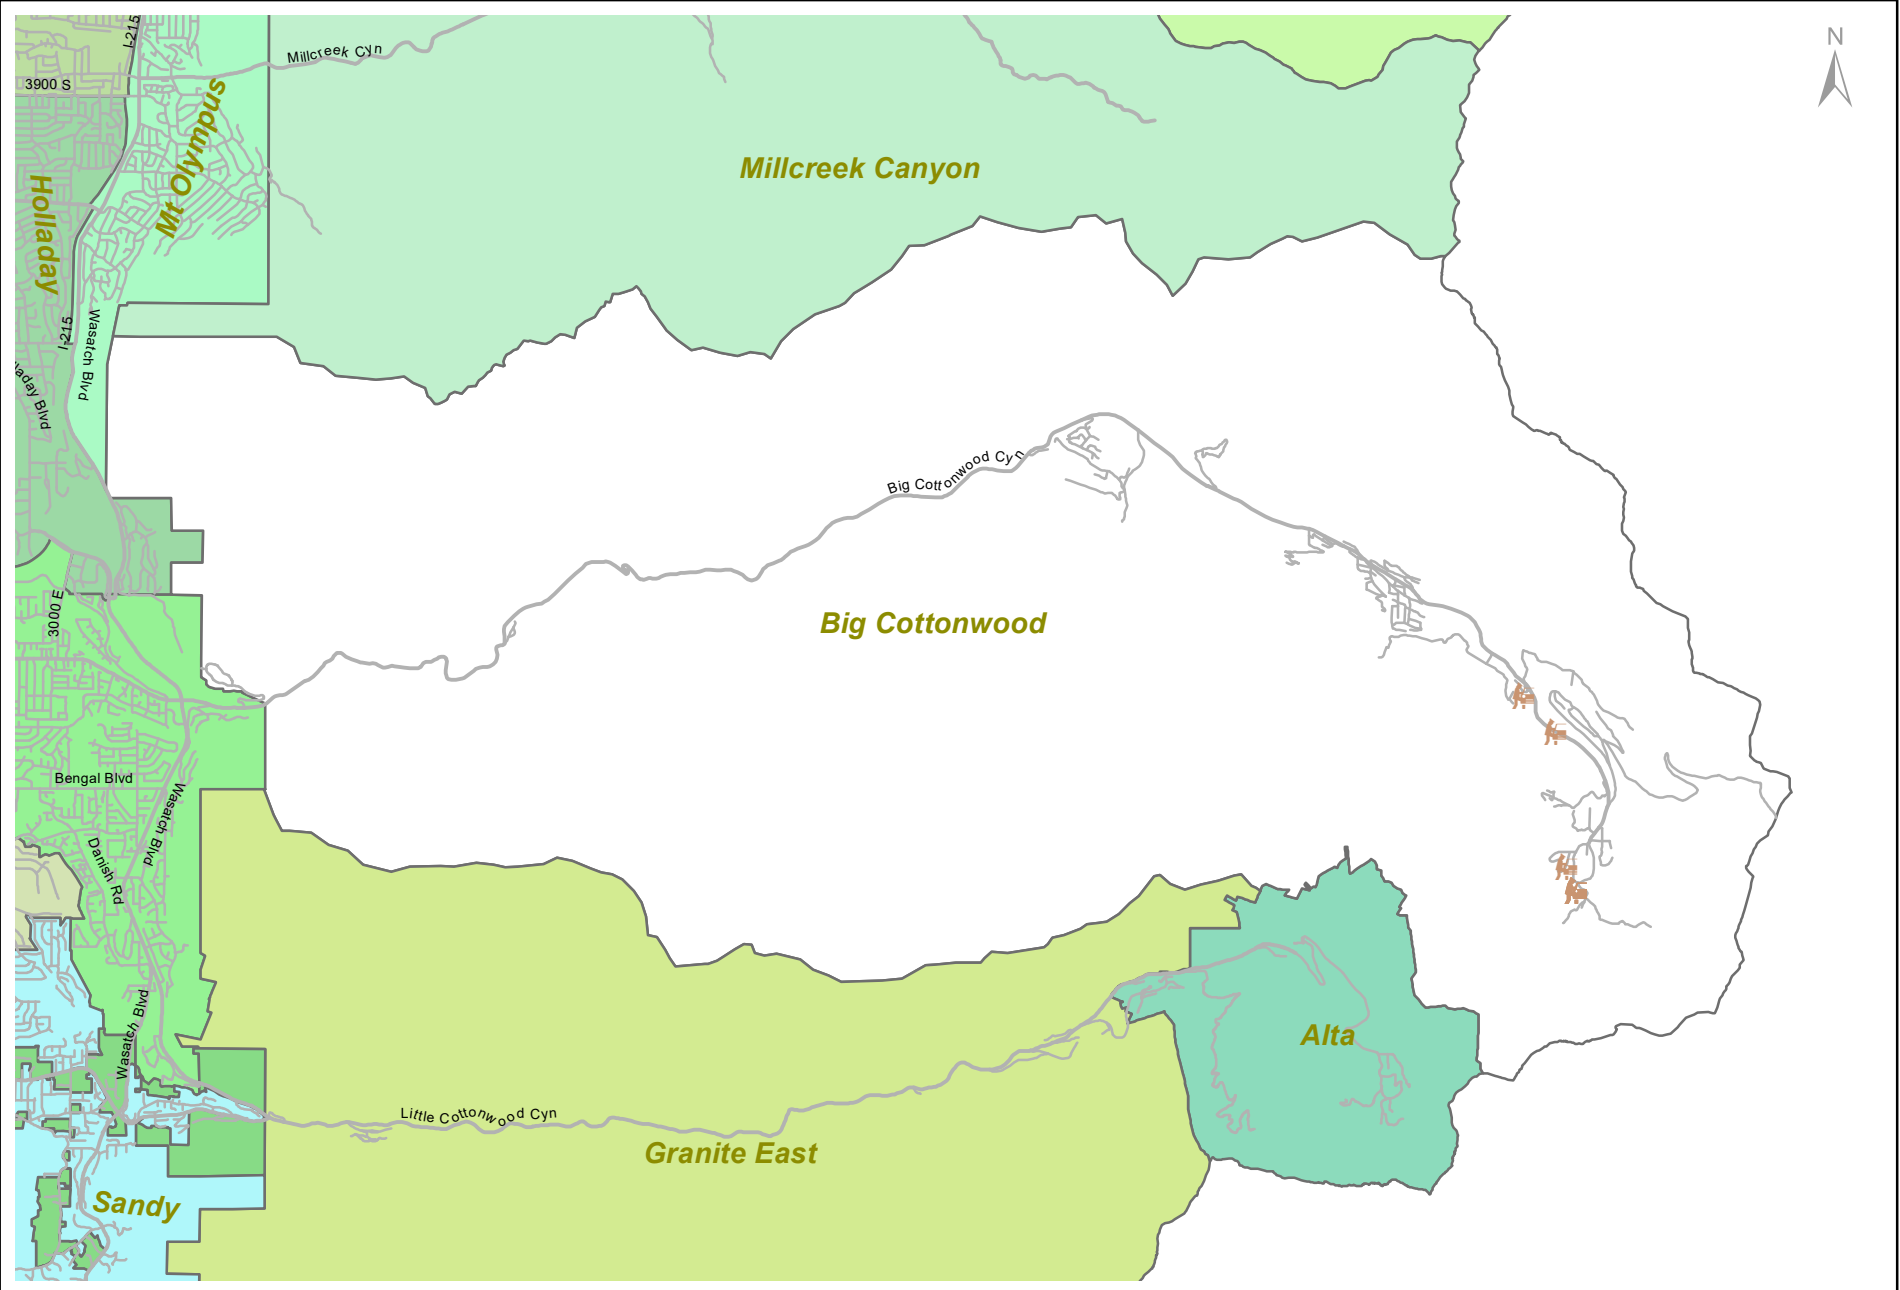 I-215
Millcreek Cyn
N
3900 S
Mt Olympus
Millcreek Canyon
Holladay
I-215
Wasatch Blvd
aday Blvd
Big Cottonwood Cyn
3000 E
Big Cottonwood
Bengal Blvd
Wasatch Blvd
Danish Rd
Wasatch Blvd
Alta
Little Cottonwood Cyn
Granite East
Sandy